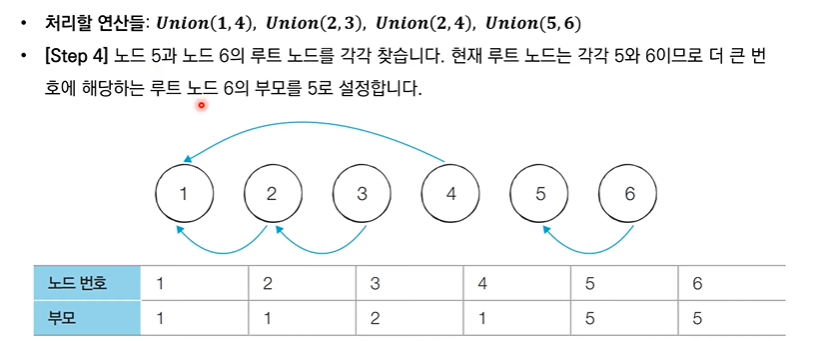 • 처리할 연산들: Union(1, 4), Union(2, 3), Union(2, 4), Union(5, 6)
• [Step 4] 노드 5과 노드 6의 루트 노드를 각각 찾습니다. 현재 루트 노드는 각각 5와 6이므로 더 큰 번
호에 해당하는 루트 노드 6의 부모를 5로 설정합니다.
1 2 3 4 5 6
노드 번호 1 2 3 4 5 6
부모 1 1 2 1 5 5